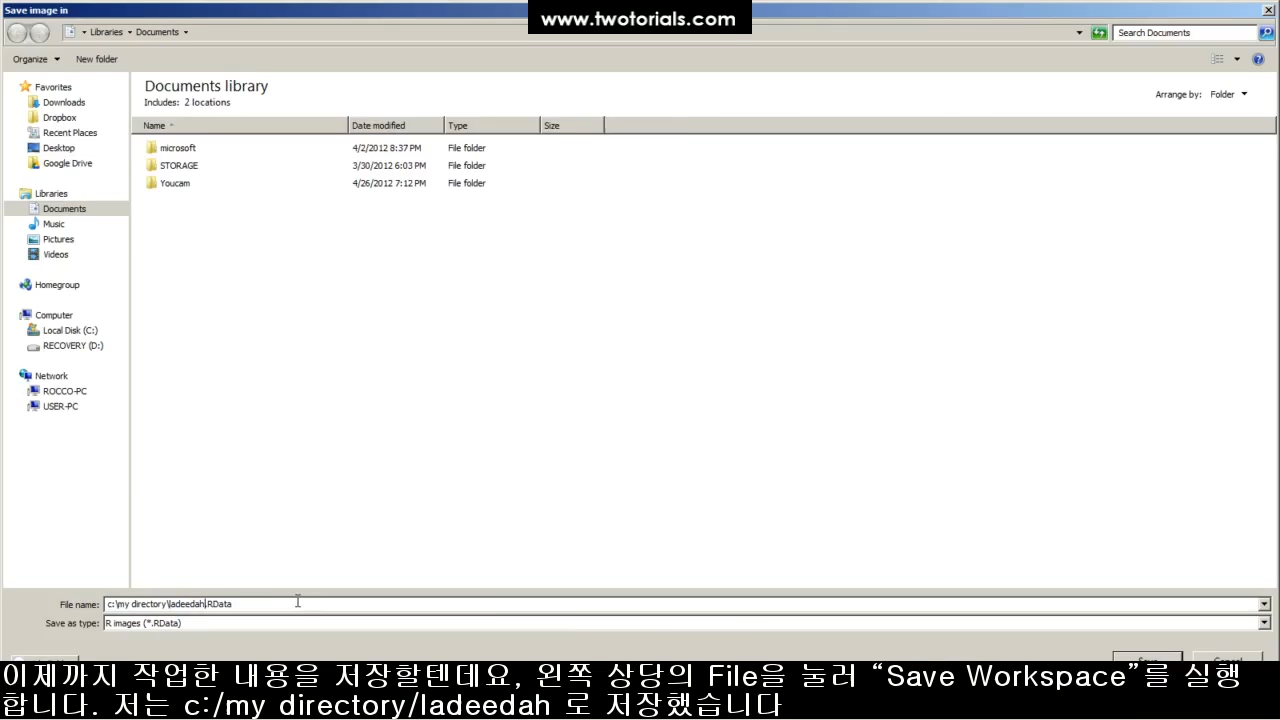 Save image in
www.twotorials.com
Libraries Documents
Search Documents
Organize New folder
Favorites
Downloads
Dropbox
Recent Places
Desktop
Google Drive
Libraries
Documents
Music
Pictures
Videos
Homegroup
Computer
Local Disk (C:)
RECOVERY (D:)
Network
ROCCO-PC
USER-PC
Documents library
Includes: 2 locations
Arrange by: Folder
Name Date modified Type Size
microsoft 4/2/2012 8:37 PM File folder
STORAGE 3/30/2012 6:03 PM File folder
Youcam 4/26/2012 7:12 PM File folder
File name: c:\my directory\ladeedah.RData
Save as type: R images (*.RData)
이제까지 작업한 내용을 저장할텐데요, 왼쪽 상당의 File을 눌러 “Save Workspace”를 실행
합니다. 저는 c:/my directory/ladeedah 로 저장했습니다